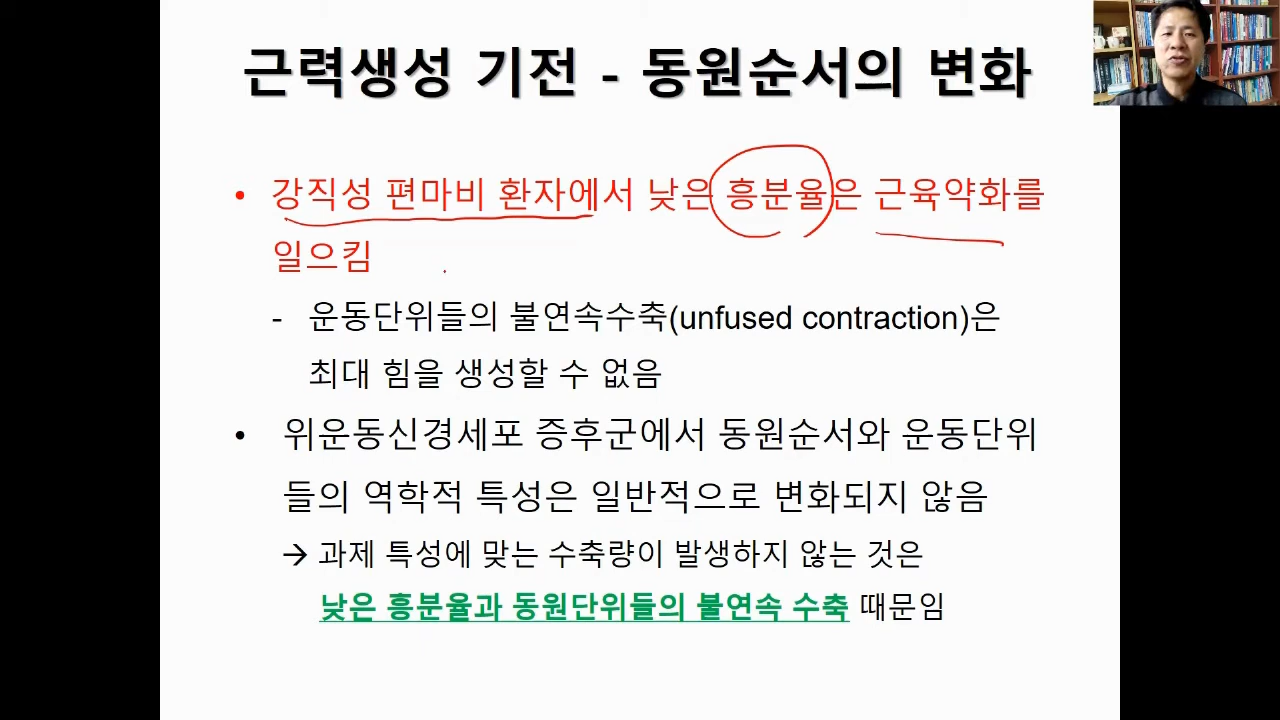 근력생성 기전 - 동원순서의 변화
• 강직성 편마비 환자에서 낮은 흥분율은 근육약화를
일으킴
- 운동단위들의 불연속수축(unfused contraction)은
최대 힘을 생성할 수 없음
• 위운동신경세포 증후군에서 동원순서와 운동단위
들의 역학적 특성은 일반적으로 변화되지 않음
→ 과제 특성에 맞는 수축량이 발생하지 않는 것은
낮은 흥분율과 동원단위들의 불연속 수축 때문임